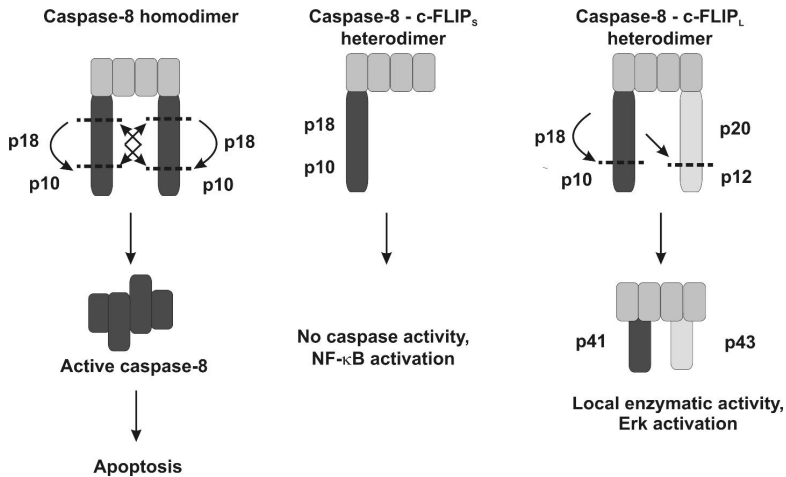 Caspase-8 homodimer
p18
p18
p10
p10
Active caspase-8
Apoptosis
Caspase-8 - c-FLIPS
heterodimer
p18
p10
No caspase activity,
NF-κB activation
Caspase-8 - c-FLIPL
heterodimer
p18
p20
p10
p12
p41
p43
Local enzymatic activity,
Erk activation